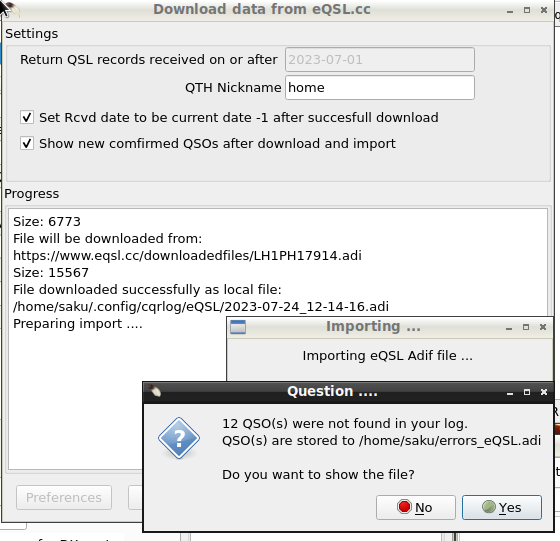 Download data from eQSL.cc
Settings
Return QSL records received on or after 2023-07-01
QTH Nickname home
Set Rcvd date to be current date -1 after succesfull download
Show new comfirmed QSOs after download and import
Progress
Size: 6773
File will be downloaded from:
https://www.eqsl.cc/downloadedfiles/LH1PH17914.adi
Size: 15567
File downloaded successfully as local file:
/home/saku/.config/cqrlog/eQSL/2023-07-24_12-14-16.adi
Preparing import ....
Importing ...
Importing eQSL Adif file ...
Question ....
12 QSO(s) were not found in your log.
QSO(s) are stored to /home/saku/errors_eQSL.adi
Do you want to show the file?
No Yes
Preferences